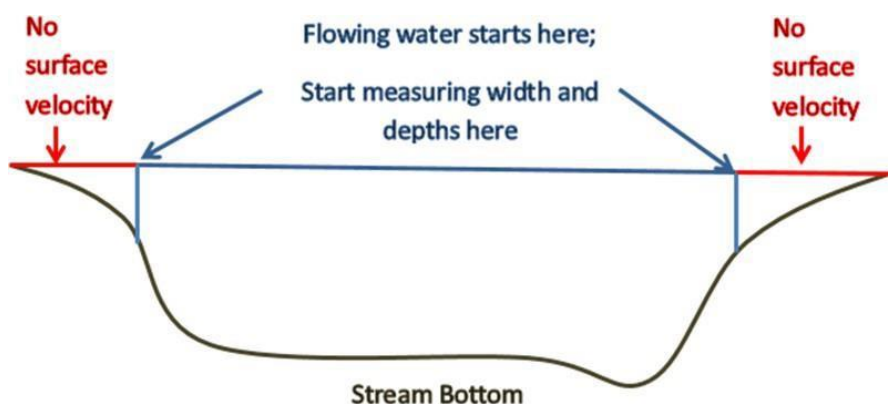 No
surface
velocity
Flowing water starts here;
Start measuring width and
depths here
No
surface
velocity
Stream Bottom